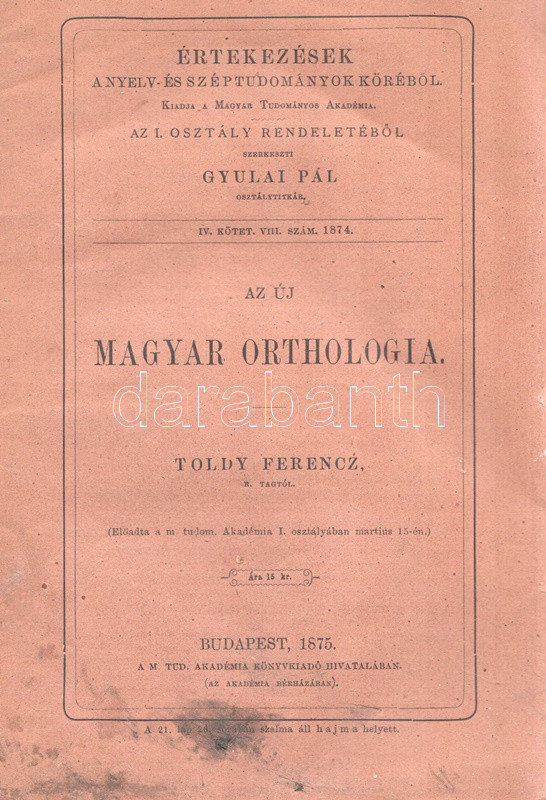 ÉRTEKEZÉSEK
A NYELV- ÉS SZÉPTUDOMÁNYOK KÖRÉBŐL.
KIADJA A MAGYAR TUDOMÁNYOS AKADÉMIA.
AZ I. OSZTÁLY RENDELETÉBŐL
SZERKESZTI
GYULAI PÁL
OSZTÁLYTITKÁR.
IV. KÖTET. VIII. SZÁM. 1874.
AZ ÚJ
MAGYAR ORTHOLOGIA.
darabanth
TOLDY FERENCZ,
R. TAGTÓL.
(Előadta a m. tudom. Akadémia I. osztályában martius 15-én.)
Ára 15 kr.
BUDAPEST, 1875.
A M. TUD. AKADÉMIA KÖNYVKIADÓ HIVATALÁBAN.
(AZ AKADÉMIA BÉRHÁZÁBAN).
A 21. lap szalma áll hajma helyett.